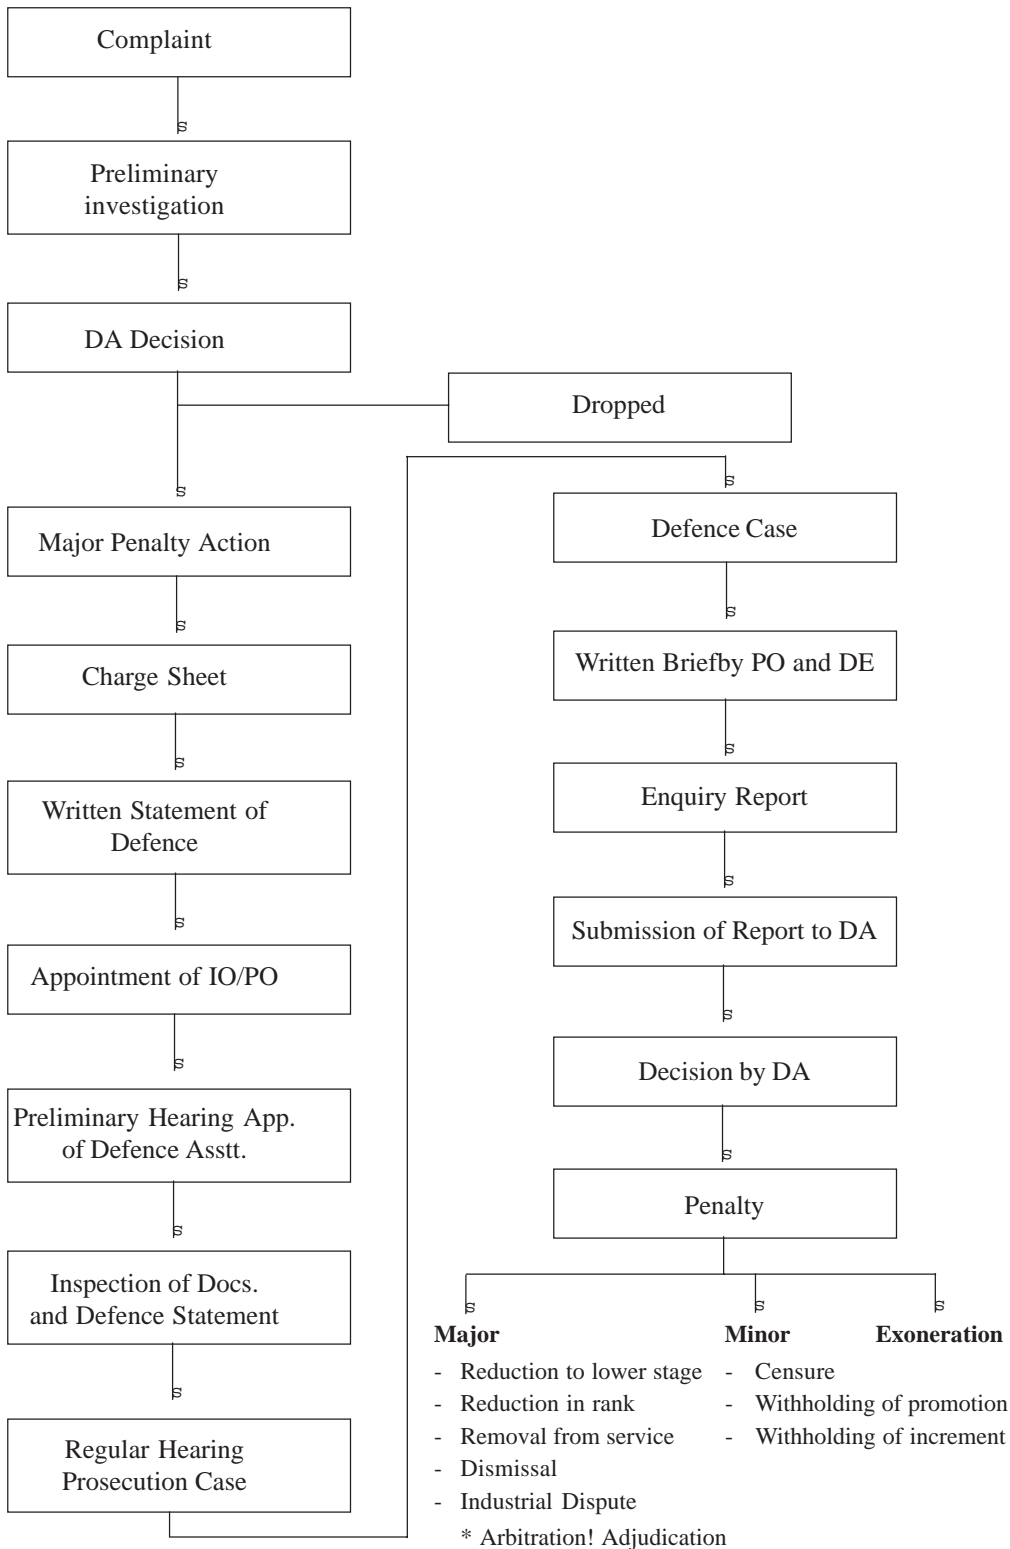 Complaint
s
Preliminary
investigation
s
DA Decision
Dropped
s
Major Penalty Action
s
Charge Sheet
s
Written Statement of
Defence
s
Appointment of IO/PO
s
Preliminary Hearing App.
of Defence Asstt.
s
Inspection of Docs.
and Defence Statement
s
Regular Hearing
Prosecution Case
s
Defence Case
s
Written Briefby PO and DE
s
Enquiry Report
s
Submission of Report to DA
s
Decision by DA
s
Penalty
s s s
Major Minor Exoneration
- Reduction to lower stage
- Reduction in rank
- Removal from service
- Dismissal
- Industrial Dispute
* Arbitration! Adjudication
- Censure
- Withholding of promotion
- Withholding of increment